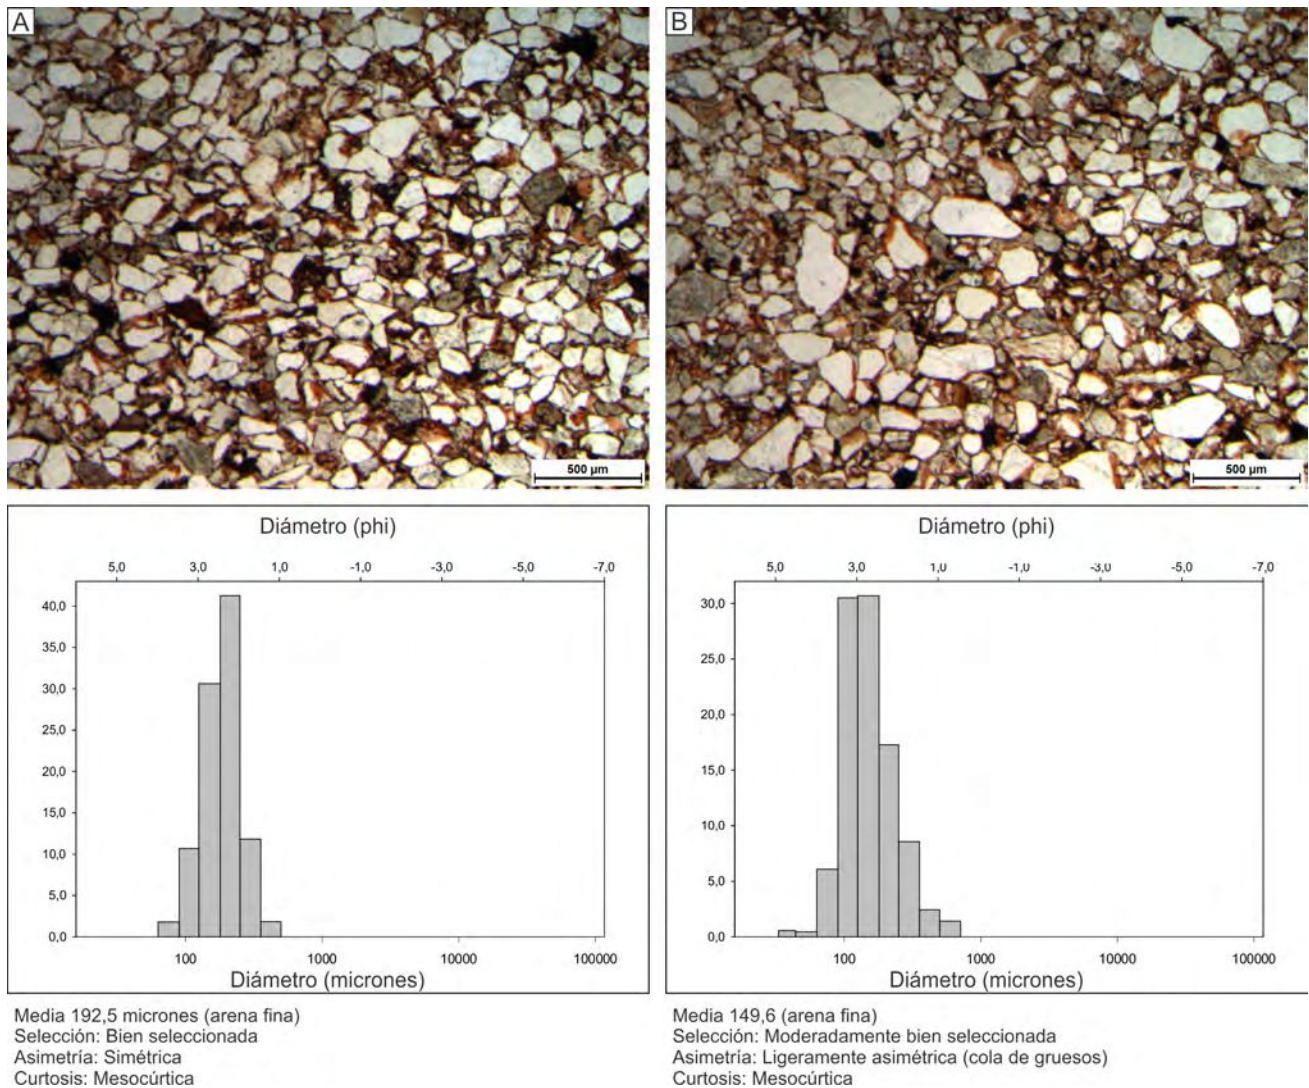 A
B
500 µm
500 µm
Diámetro (phi)
5,0 3,0 1,0 -1,0 -3,0 -5,0 -7,0
40,0
35,0
30,0
25,0
20,0
15,0
10,0
5,0
0,0
100 1000 10000 100000
Diámetro (micrones)
Media 192,5 micrones (arena fina)
Selección: Bien seleccionada
Asimetría: Simétrica
Curtosis: Mesocúrtica
Diámetro (phi)
5,0 3,0 1,0 -1,0 -3,0 -5,0 -7,0
30,0
25,0
20,0
15,0
10,0
5,0
0,0
100 1000 10000 100000
Diámetro (micrones)
Media 149,6 (arena fina)
Selección: Moderadamente bien seleccionada
Asimetría: Ligeramente asimétrica (cola de gruesos)
Curtosis: Mesocúrtica